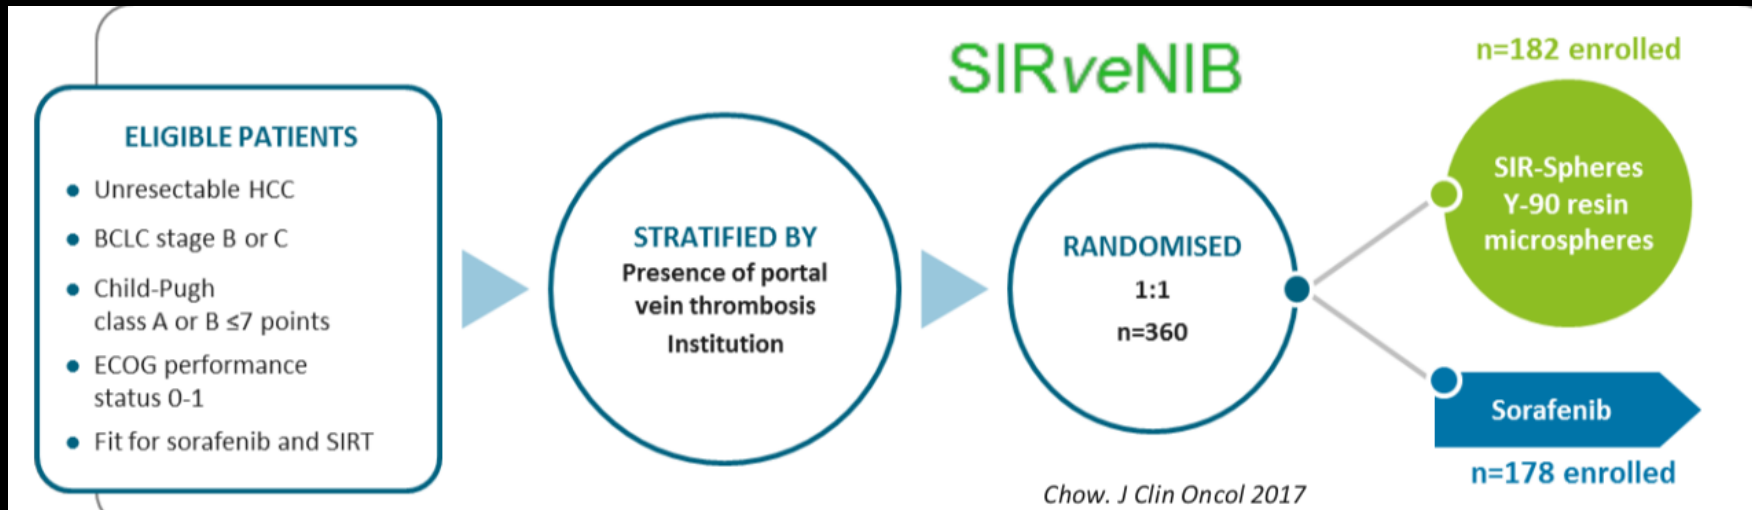 ELIGIBLE PATIENTS
Unresectable HCC
BCLC stage B or C
Child-Pugh
class A or B ≤7 points
ECOG performance
status 0-1
Fit for sorafenib and SIRT
STRATIFIED BY
Presence of portal
vein thrombosis
Institution
SIRveNIB
RANDOMISED
1:1
n=360
Chow. J Clin Oncol 2017
n=182 enrolled
SIR-Spheres
Y-90 resin
microspheres
Sorafenib
n=178 enrolled